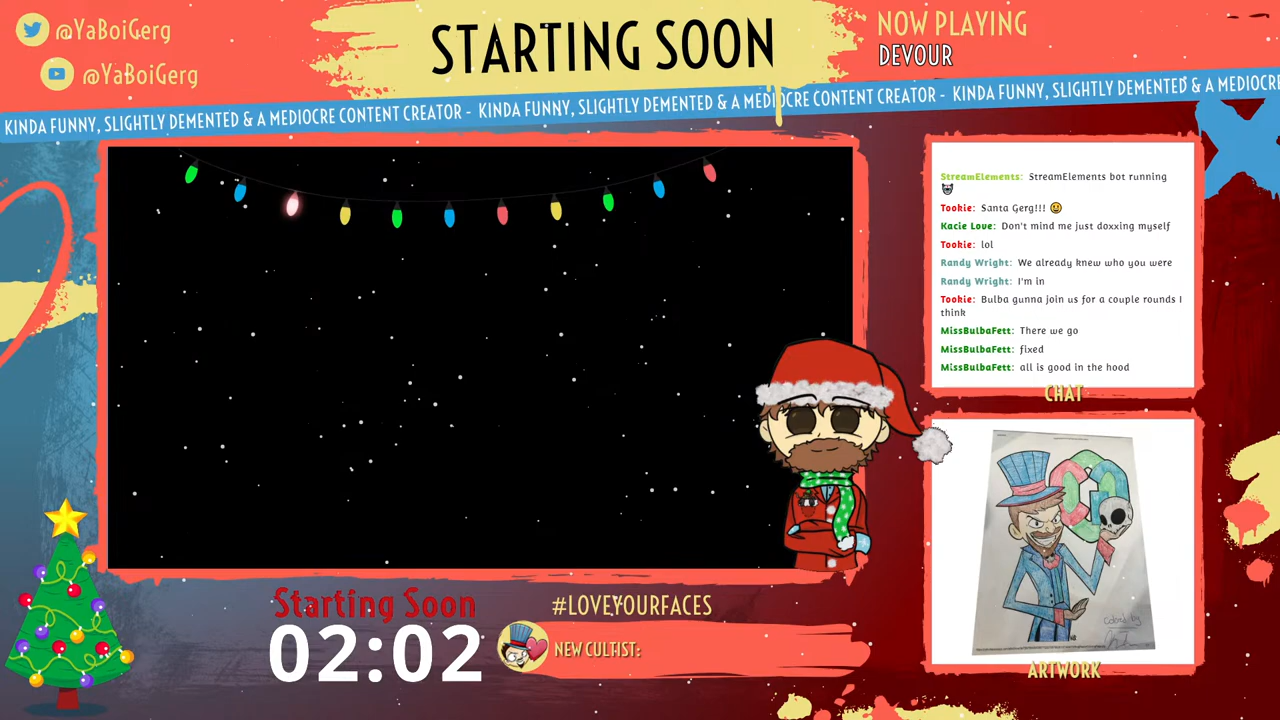 @YaBoiGerg
@YaBoiGerg
STARTING SOON
NOW PLAYING
DEVOUR
KINDA FUNNY, SLIGHTLY DEMENTED & A MEDIOCRE CONTENT CREATOR - KINDA FUNNY, SLIGHTLY DEMENTED & A MEDIOCRE CONTENT CREATOR - KINDA FUNNY, SLIGHTLY DEMENTED & A MEDIOCRE
StreamElements: StreamElements bot running
Tookie: Santa Gerg!!!
Kacie Love: Don't mind me just doxxing myself
Tookie: lol
Randy Wright: We already knew who you were
Randy Wright: I'm in
Tookie: Bulba gunna join us for a couple rounds I
think
MissBulbaFett: There we go
MissBulbaFett: fixed
MissBulbaFett: all is good in the hood
CHAT
colored by
ARTWORK
Starting Soon
02:02
#LOVEYOURFACES
NEW CULTIST: